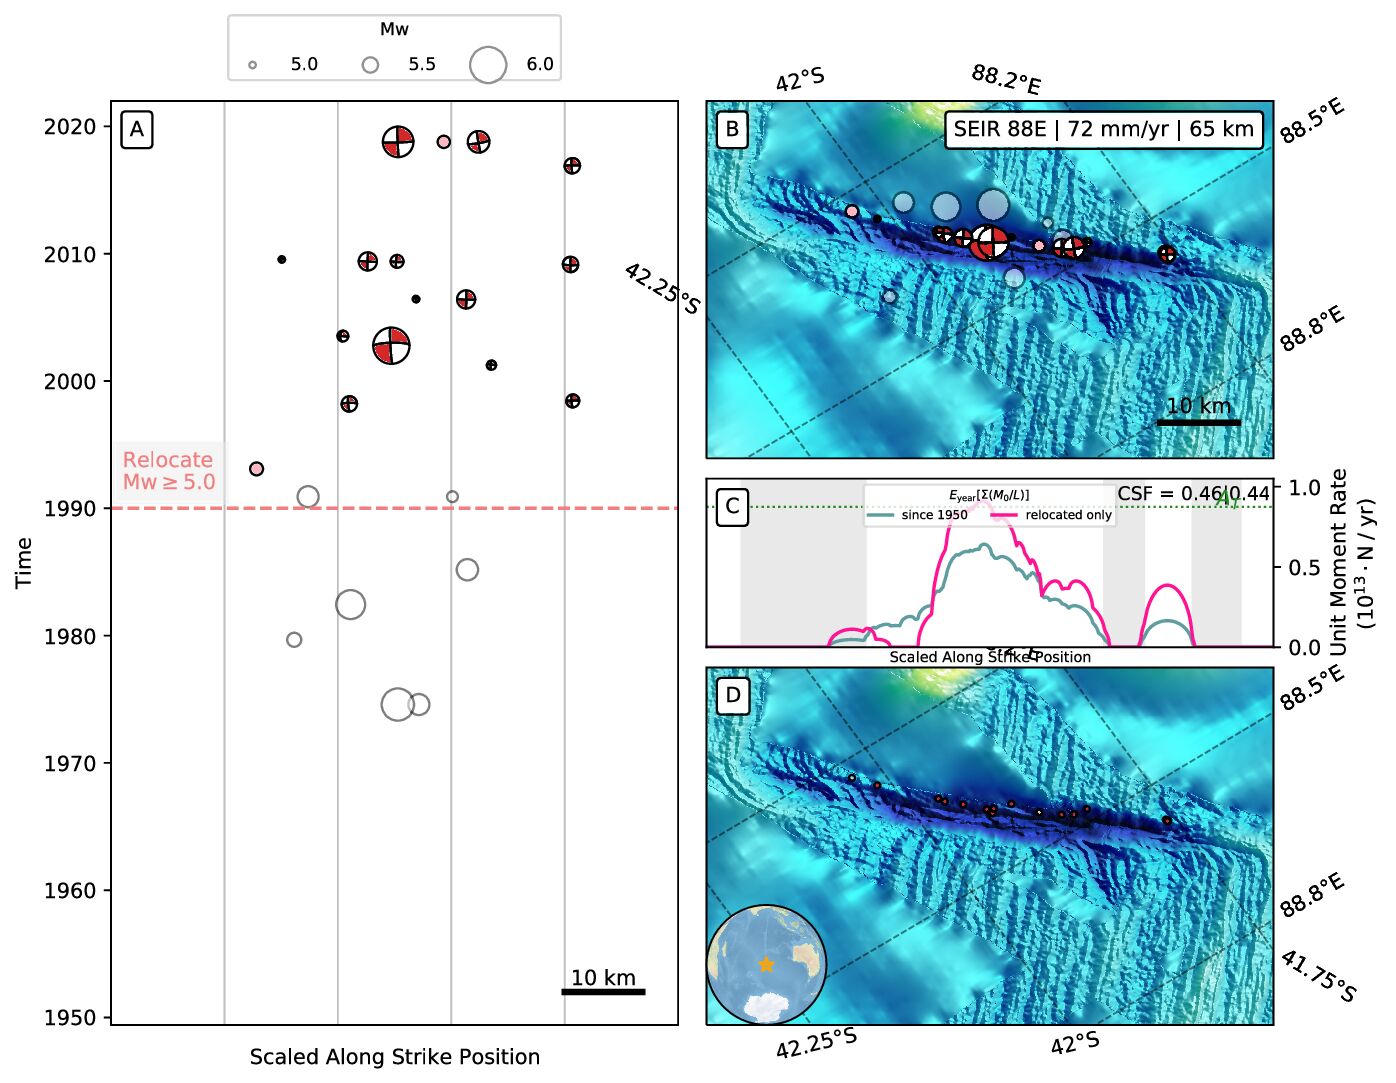 Mw
5.0 5.5 6.0
A
2020
2010
2000
1990
1980
1970
1960
1950
Time
Relocate
Mw ≥ 5.0
10 km
Scaled Along Strike Position
42°S
88.2°E
88.5°E
88.8°E
42.25°S
B
SEIR 88E | 72 mm/yr | 65 km
10 km
C
E_year[Σ(M₀/L)]
since 1950
relocated only
CSF = 0.46|0.44
1.0
0.5
0.0
Unit Moment Rate
(10¹³ · N / yr)
Scaled Along Strike Position
D
88.5°E
88.8°E
41.75°S
42.25°S
42°S